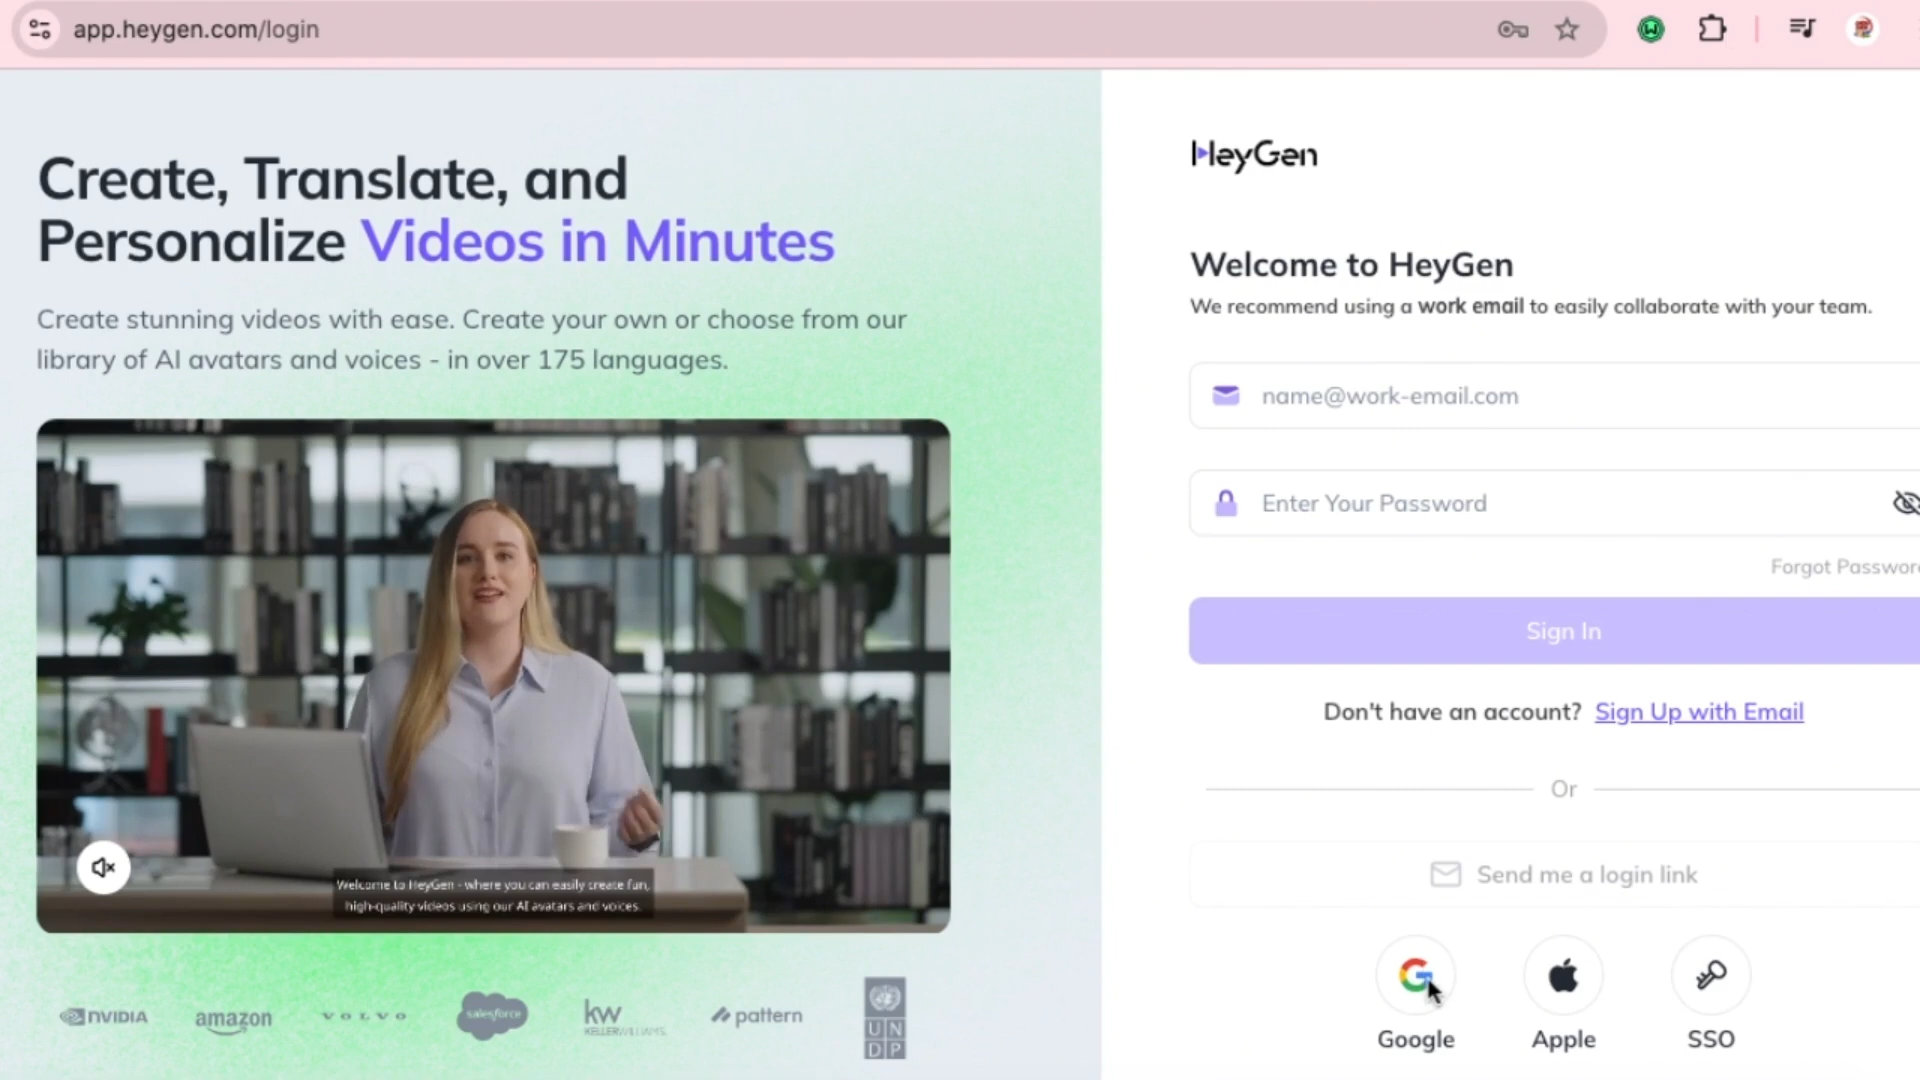 app.heygen.com/login
Create, Translate, and
Personalize Videos in Minutes
Create stunning videos with ease. Create your own or choose from our
library of AI avatars and voices - in over 175 languages.
Welcome to HeyGen - where you can easily create fun,
high-quality videos using our AI avatars and voices.
NVIDIA
amazon
VOLVO
salesforce
kw
KELLERWILLIAMS
pattern
UN
DP
HeyGen
Welcome to HeyGen
We recommend using a work email to easily collaborate with your team.
name@work-email.com
Enter Your Password
Forgot Password
Sign In
Don't have an account? Sign Up with Email
Or
Send me a login link
Google
Apple
SSO